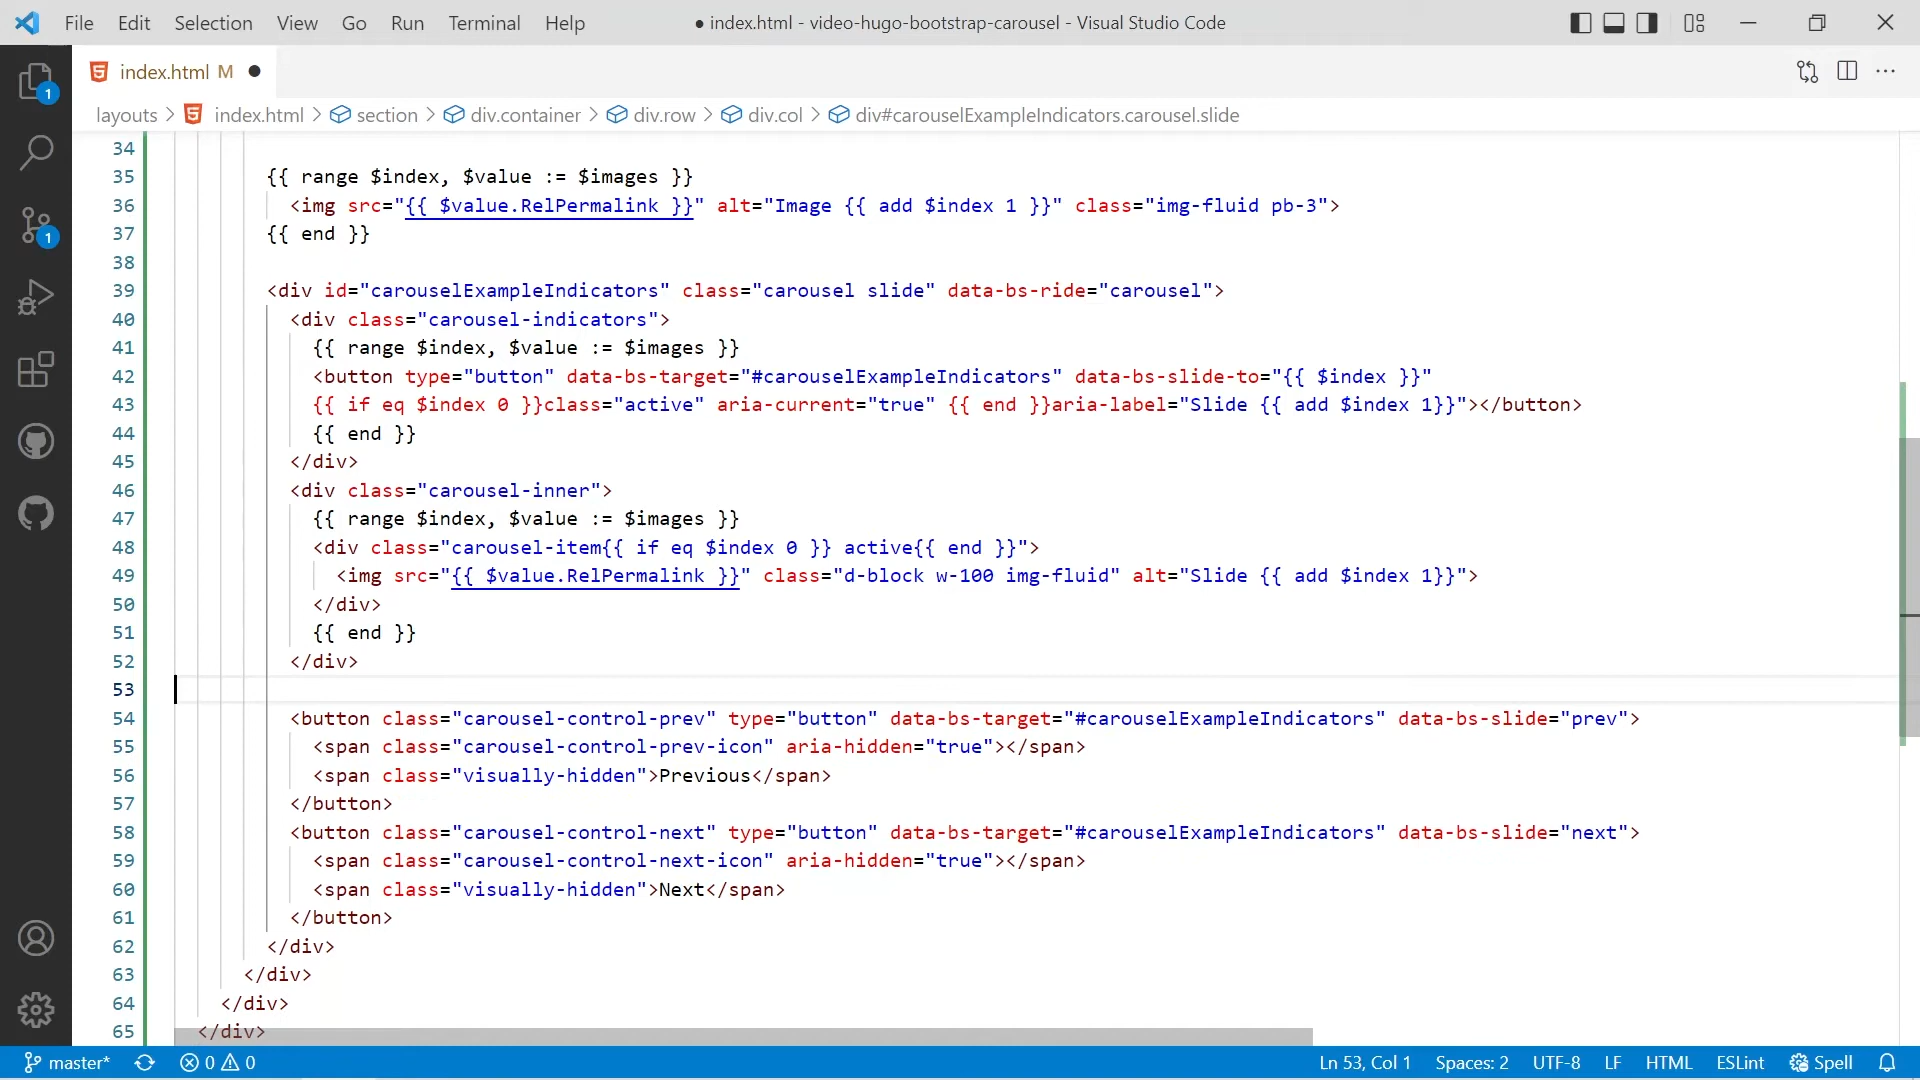 File Edit Selection View Go Run Terminal Help ● index.html - video-hugo-bootstrap-carousel - Visual Studio Code
index.html M ●
layouts > index.html > section > div.container > div.row > div.col > div#carouselExampleIndicators.carousel.slide
1
1
34
35 {{ range $index, $value := $images }}
36 <img src="{{ $value.RelPermalink }}" alt="Image {{ add $index 1 }}" class="img-fluid pb-3">
37 {{ end }}
38
39 <div id="carouselExampleIndicators" class="carousel slide" data-bs-ride="carousel">
40 <div class="carousel-indicators">
41 {{ range $index, $value := $images }}
42 <button type="button" data-bs-target="#carouselExampleIndicators" data-bs-slide-to="{{ $index }}"
43 {{ if eq $index 0 }}class="active" aria-current="true" {{ end }}aria-label="Slide {{ add $index 1}}"></button>
44 {{ end }}
45 </div>
46 <div class="carousel-inner">
47 {{ range $index, $value := $images }}
48 <div class="carousel-item{{ if eq $index 0 }} active{{ end }}">
49 <img src="{{ $value.RelPermalink }}" class="d-block w-100 img-fluid" alt="Slide {{ add $index 1}}">
50 </div>
51 {{ end }}
52 </div>
53
54 <button class="carousel-control-prev" type="button" data-bs-target="#carouselExampleIndicators" data-bs-slide="prev">
55 <span class="carousel-control-prev-icon" aria-hidden="true"></span>
56 <span class="visually-hidden">Previous</span>
57 </button>
58 <button class="carousel-control-next" type="button" data-bs-target="#carouselExampleIndicators" data-bs-slide="next">
59 <span class="carousel-control-next-icon" aria-hidden="true"></span>
60 <span class="visually-hidden">Next</span>
61 </button>
62 </div>
63 </div>
64 </div>
65 </div>
master* 0 0 Ln 53, Col 1 Spaces: 2 UTF-8 LF HTML ESLint Spell